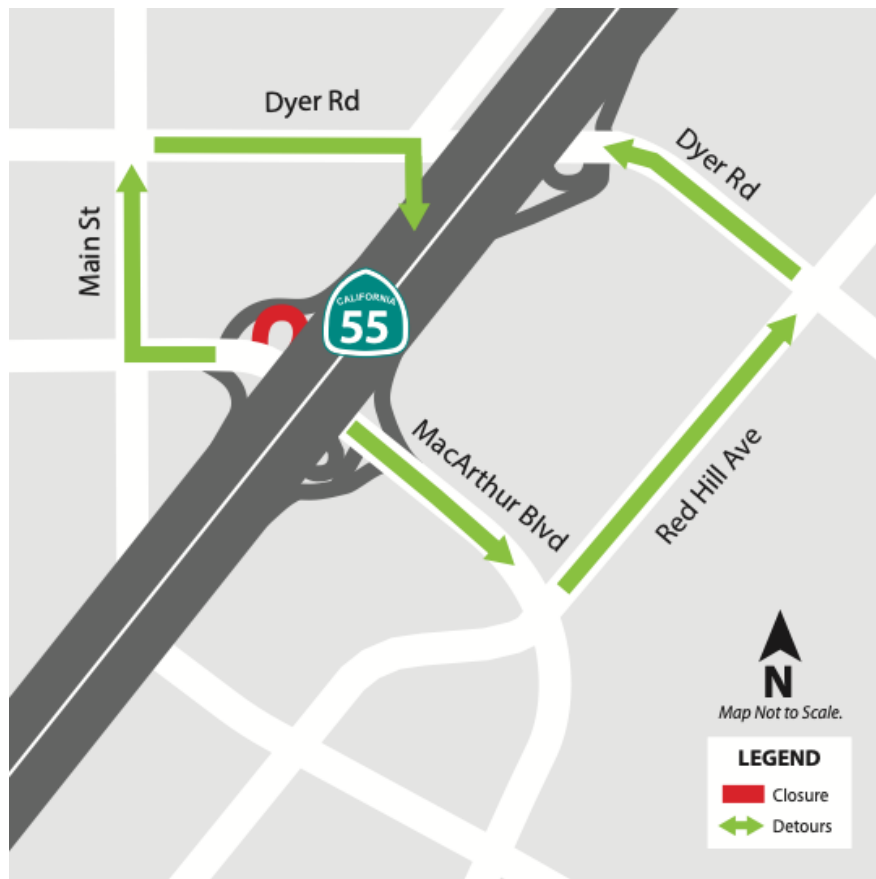 Dyer Rd
Dyer Rd
Main St
CALIFORNIA
55
MacArthur Blvd
Red Hill Ave
N
Map Not to Scale.
LEGEND
Closure
Detours